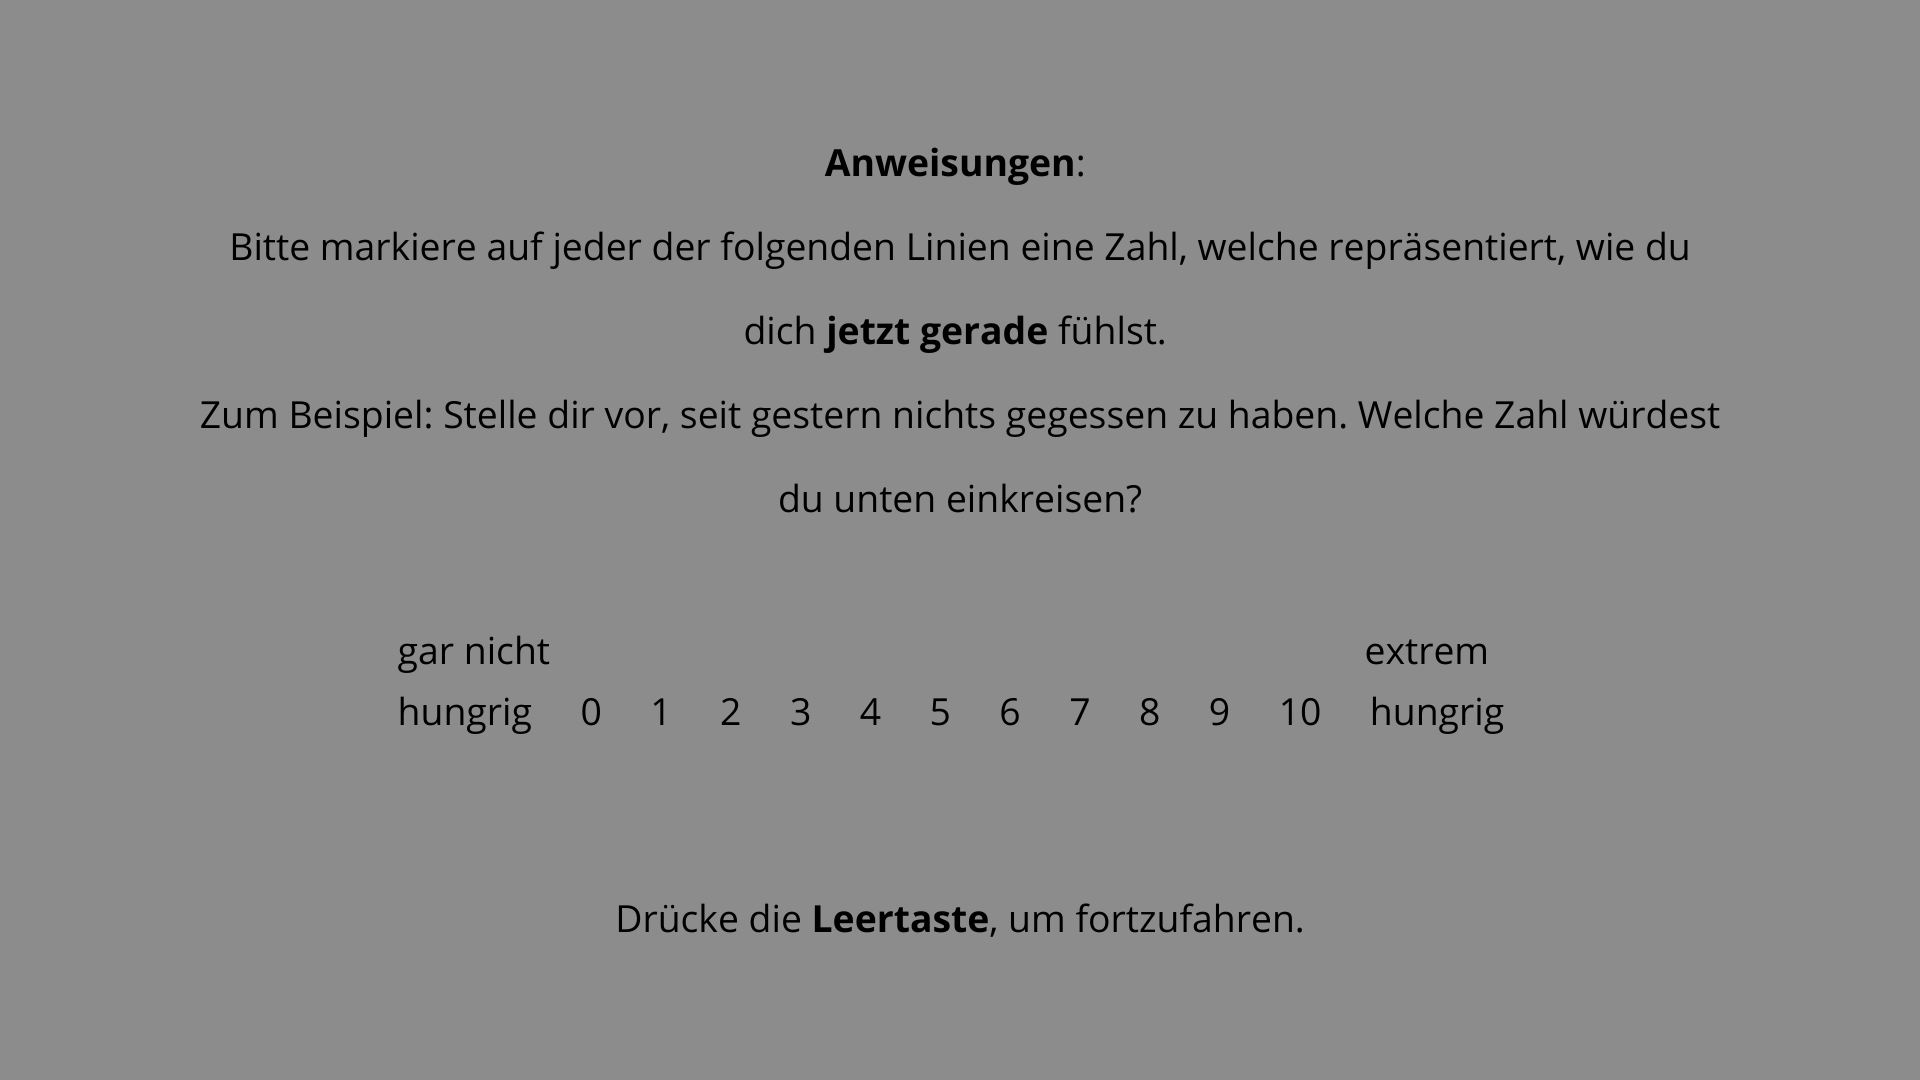 Anweisungen:
Bitte markiere auf jeder der folgenden Linien eine Zahl, welche repräsentiert, wie du
dich jetzt gerade fühlst.
Zum Beispiel: Stelle dir vor, seit gestern nichts gegessen zu haben. Welche Zahl würdest
du unten einkreisen?
gar nicht extrem
hungrig 0 1 2 3 4 5 6 7 8 9 10 hungrig
Drücke die Leertaste, um fortzufahren.